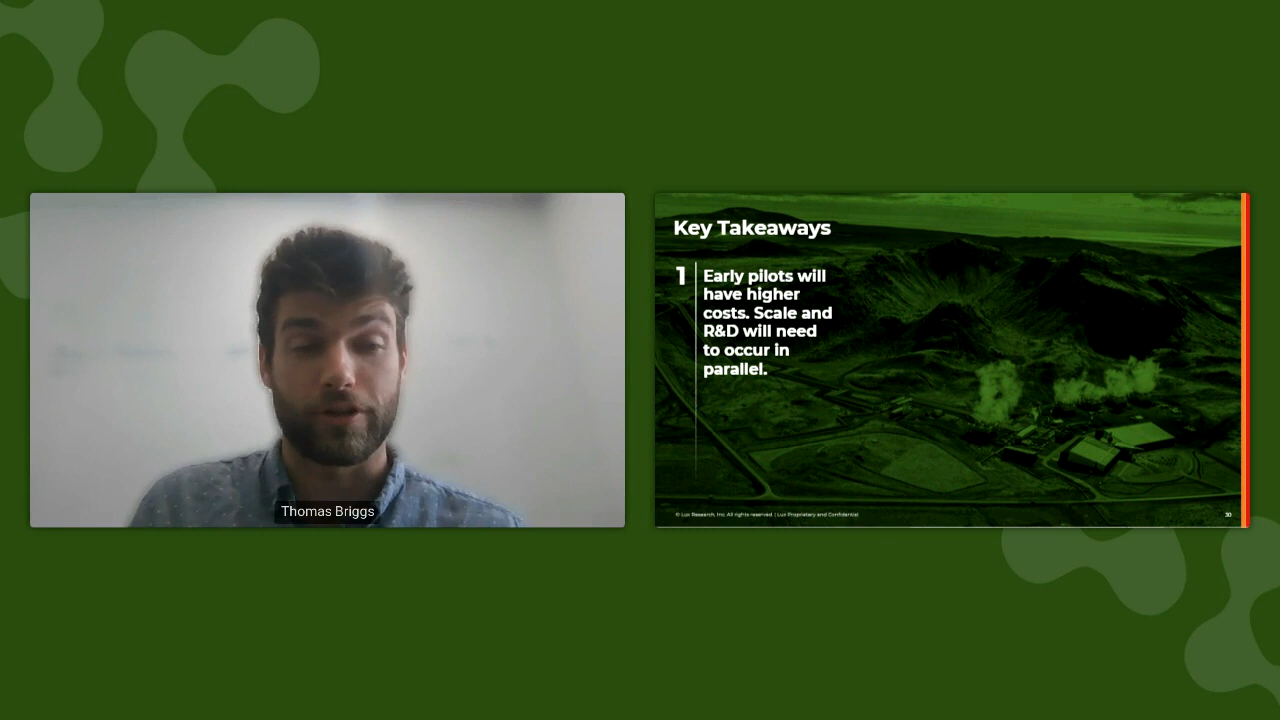 Thomas Briggs
Key Takeaways
1
Early pilots will
have higher
costs. Scale and
R&D will need
to occur in
parallel.
© Lux Research, Inc. All rights reserved. | Lux Proprietary and Confidential
30